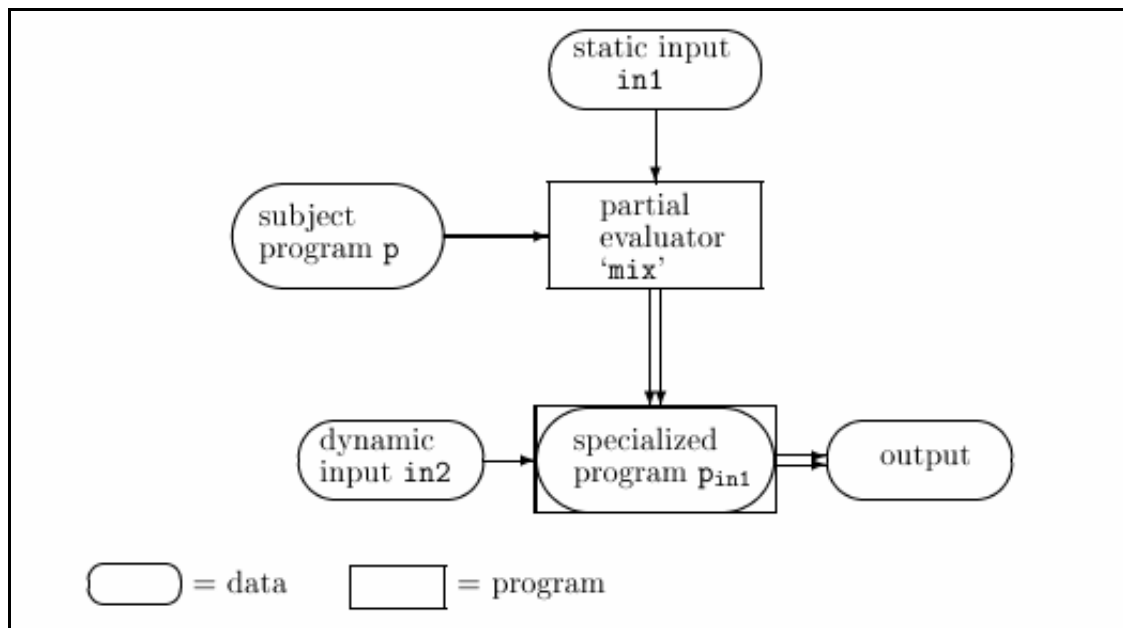 static input
in1
subject
program p
partial
evaluator
‘mix’
dynamic
input in2
specialized
program pin1
output
= data
= program